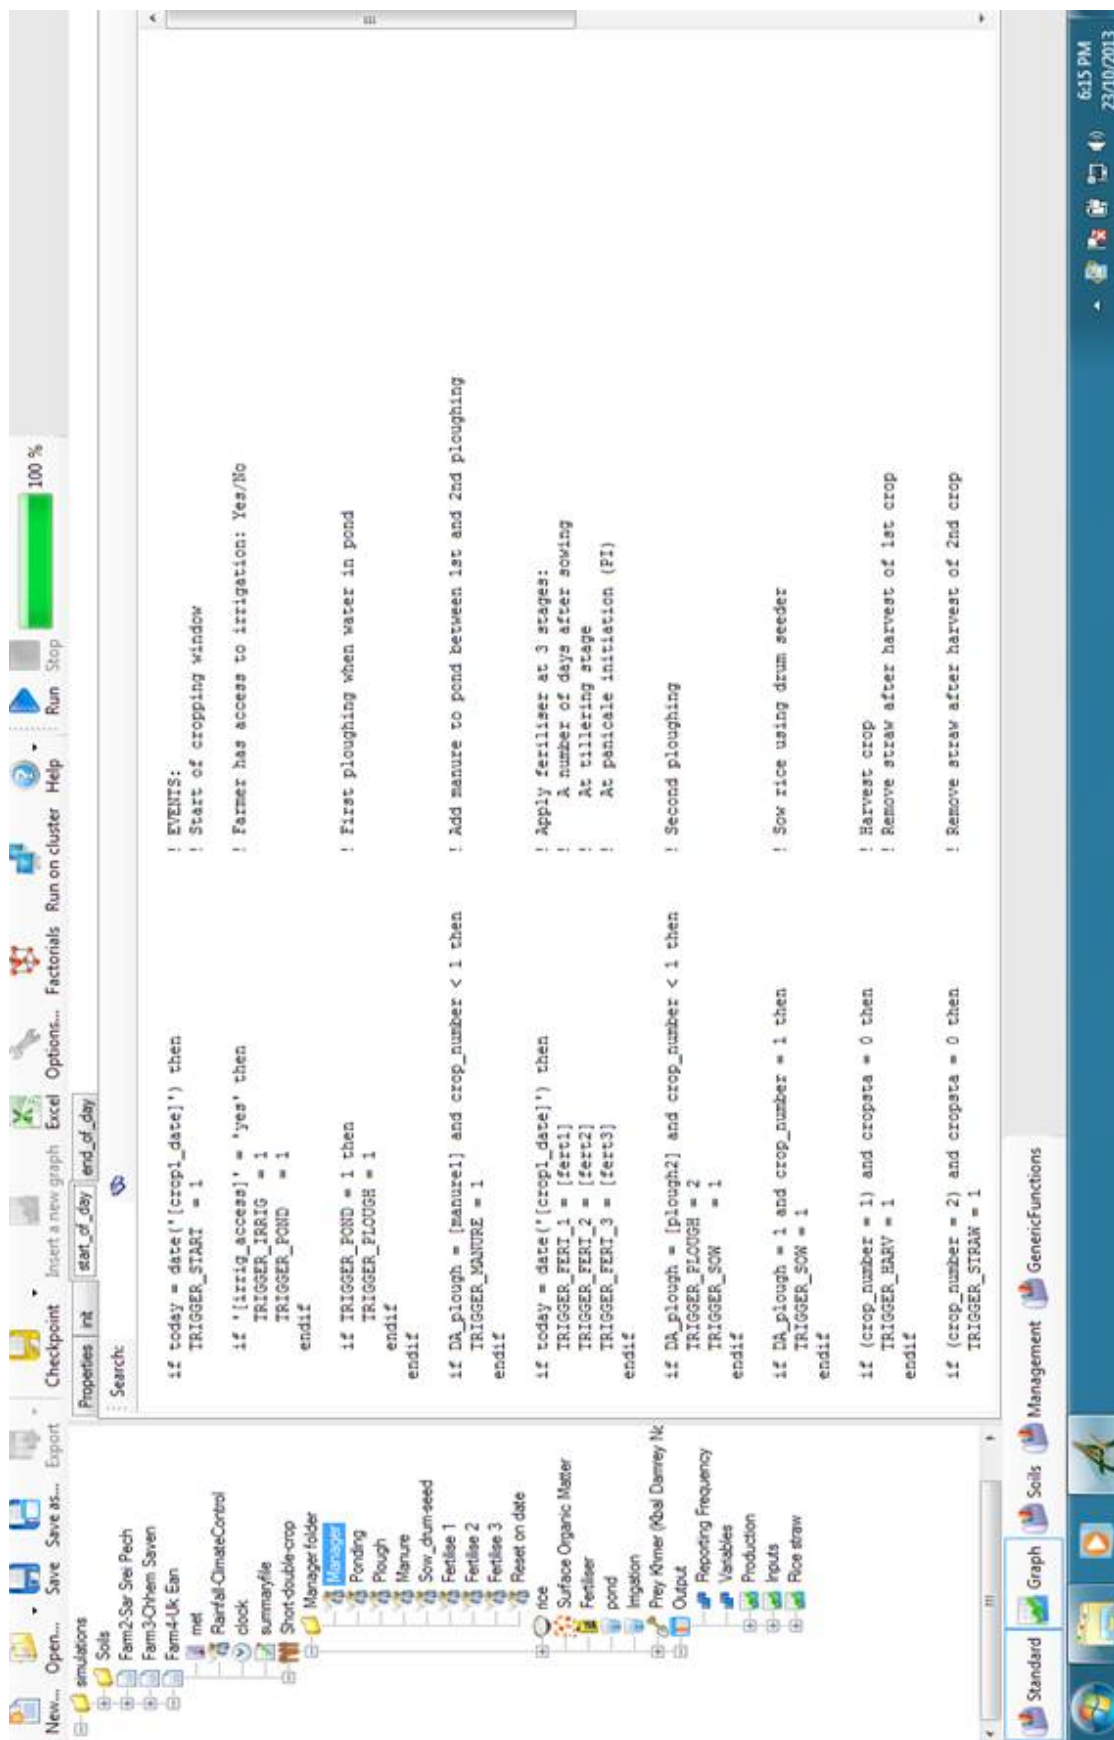 New... Open... Save Save as... Export Checkpoint Insert a new graph Excel Options... Factorials Run on cluster Help Run Stop 100 %
simulations
Soils
Farm2-Sar Srei Pech
Farm3-Chhem Saven
Farm4-Uk Ean
met
Rainfall-ClimateControl
clock
summaryfile
Short-double-crop
Manager folder
Manager
Ponding
Plough
Manure
Sow_drum-seed
Fertilise 1
Fertilise 2
Fertilise 3
Reset on date
rice
Surface Organic Matter
Fertiliser
pond
Irrigation
Prey Khmer (Kbal Damrey Nc
Output
Reporting Frequency
Variables
Production
Inputs
Rice straw
Properties init start_of_day end_of_day
Search:
! EVENTS:
if today = date('[crop1_date]') then ! Start of cropping window
TRIGGER_START = 1
if '[irrig_access]' = 'yes' then ! Farmer has access to irrigation: Yes/No
TRIGGER_IRRIG = 1
TRIGGER_POND = 1
endif
if TRIGGER_POND = 1 then ! First ploughing when water in pond
TRIGGER_PLOUGH = 1
endif
endif
if DA_plough = [manure1] and crop_number < 1 then ! Add manure to pond between 1st and 2nd ploughing
TRIGGER_MANURE = 1
endif
if today = date('[crop1_date]') then ! Apply feriliser at 3 stages:
TRIGGER_FERT_1 = [fert1] ! A number of days after sowing
TRIGGER_FERT_2 = [fert2] ! At tillering stage
TRIGGER_FERT_3 = [fert3] ! At panicale initiation (PI)
endif
if DA_plough = [plough2] and crop_number < 1 then ! Second ploughing
TRIGGER_PLOUGH = 2
TRIGGER_SOW = 1
endif
if DA_plough = 1 and crop_number = 1 then ! Sow rice using drum seeder
TRIGGER_SOW = 1
endif
if (crop_number = 1) and cropsta = 0 then ! Harvest crop
TRIGGER_HARV = 1 ! Remove straw after harvest of 1st crop
endif
if (crop_number = 2) and cropsta = 0 then ! Remove straw after harvest of 2nd crop
TRIGGER_STRAW = 1
Standard Graph Soils Management GenericFunctions
6:15 PM
23/10/2013